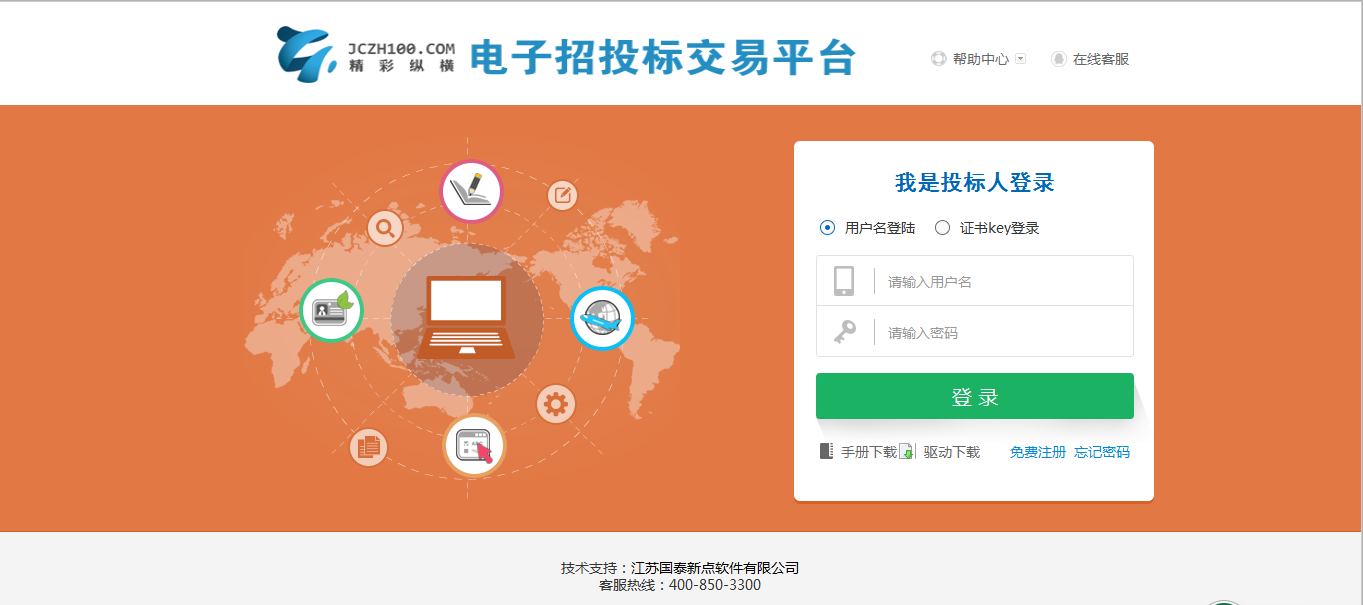 JCZH100.COM
精彩纵横
电子招投标交易平台
帮助中心
在线客服
我是投标人登录
用户名登陆
证书key登录
请输入用户名
请输入密码
登录
手册下载
驱动下载
免费注册
忘记密码
技术支持：江苏国泰新点软件有限公司
客服热线：400-850-3300